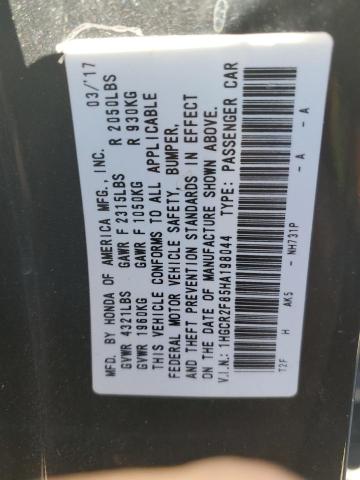 MFD. BY HONDA OF AMERICA MFG., INC. 03/'17
GVWR 4321LBS GAWR F 2315LBS R 2050LBS
GVWR 1960KG GAWR F 1050KG R 930KG
THIS VEHICLE CONFORMS TO ALL APPLICABLE
FEDERAL MOTOR VEHICLE SAFETY, BUMPER,
AND THEFT PREVENTION STANDARDS IN EFFECT
ON THE DATE OF MANUFACTURE SHOWN ABOVE.
V.I.N: 1HGCR2F85HA198044 TYPE: PASSENGER CAR
T2F H AK5 - NH731P - A - A